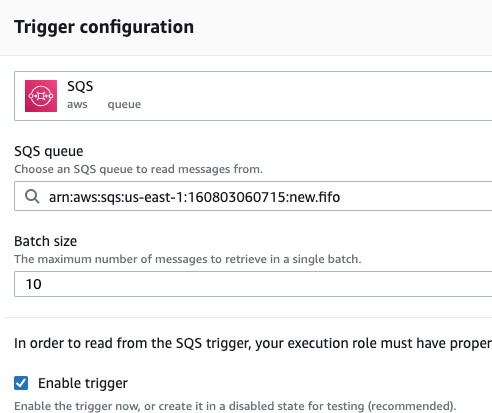 Trigger configuration
SQS
aws queue
SQS queue
Choose an SQS queue to read messages from.
arn:aws:sqs:us-east-1:160803060715:new.fifo
Batch size
The maximum number of messages to retrieve in a single batch.
10
In order to read from the SQS trigger, your execution role must have proper
Enable trigger
Enable the trigger now, or create it in a disabled state for testing (recommended).